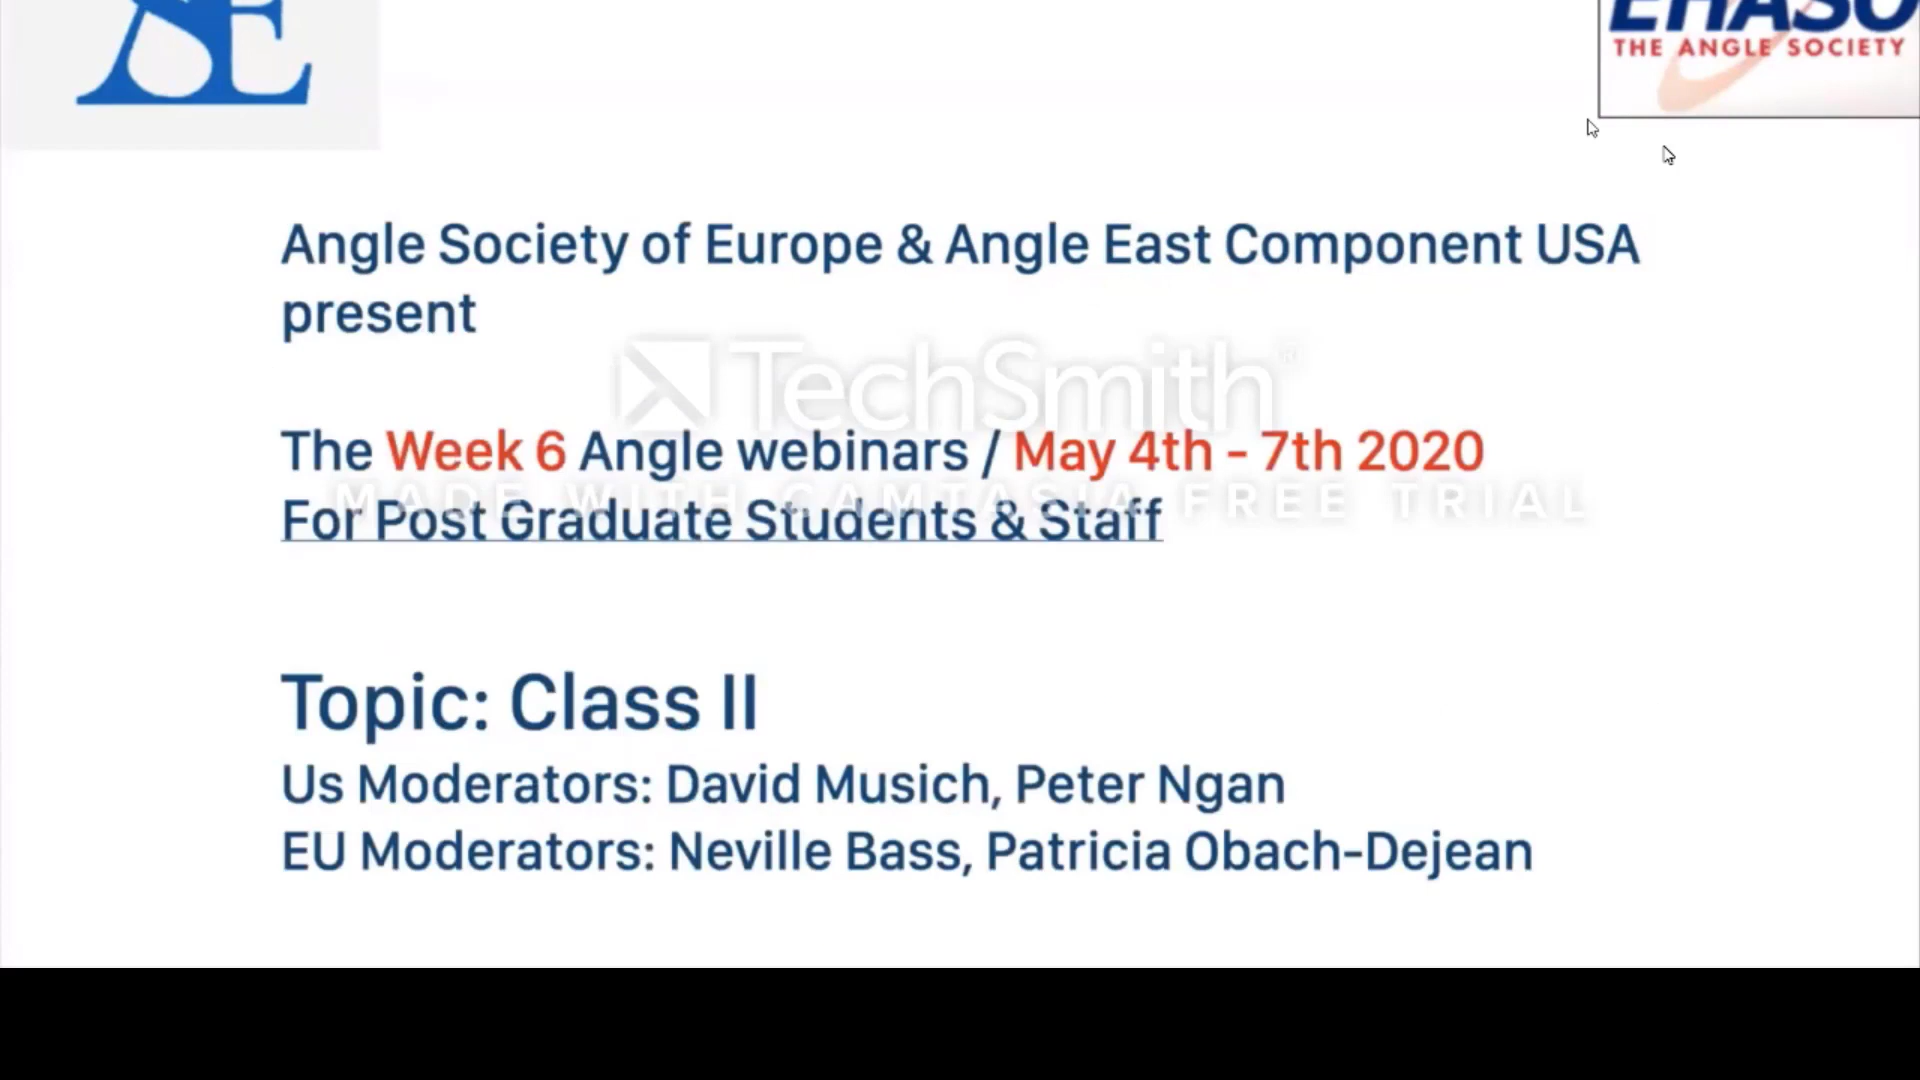 SE
THE ANGLE SOCIETY
Angle Society of Europe & Angle East Component USA
present
TechSmith®
The Week 6 Angle webinars / May 4th - 7th 2020
MADE WITH CAMTASIA FREE TRIAL
For Post Graduate Students & Staff
Topic: Class II
Us Moderators: David Musich, Peter Ngan
EU Moderators: Neville Bass, Patricia Obach-Dejean